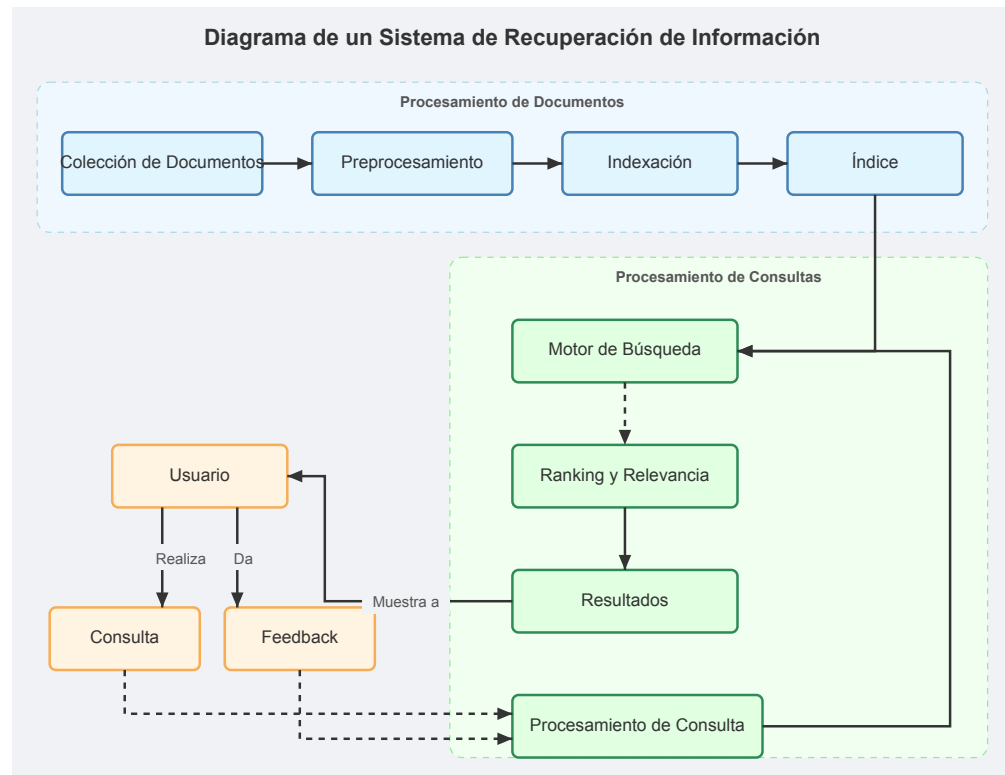 Diagrama de un Sistema de Recuperación de Información
Procesamiento de Documentos
Colección de Documentos
Preprocesamiento
Indexación
Índice
Procesamiento de Consultas
Motor de Búsqueda
Ranking y Relevancia
Usuario
Realiza
Da
Resultados
Muestra a
Consulta
Feedback
Procesamiento de Consulta